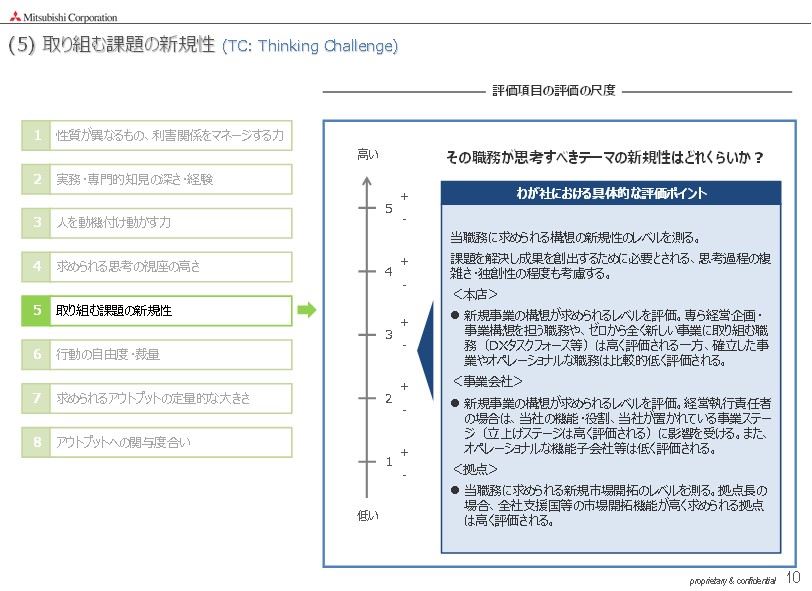 Mitsubishi Corporation
(5) 取り組む課題の新規性 (TC: Thinking Challenge)
評価項目の評価の尺度
1 性質が異なるもの、利害関係をマネージする力
2 実務・専門的知見の深さ・経験
3 人を動機付け動かす力
4 求められる思考の視座の高さ
5 取り組む課題の新規性
6 行動の自由度・裁量
7 求められるアウトプットの定量的な大きさ
8 アウトプットへの関与度合い
高い
+
5
-
+
4
-
+
3
-
+
2
-
+
1
-
低い
その職務が思考すべきテーマの新規性はどれくらいか？
わが社における具体的な評価ポイント
当職務に求められる構想の新規性のレベルを測る。
課題を解決し成果を創出するために必要とされる、思考過程の複
雑さ・独創性の程度も考慮する。
＜本店＞
● 新規事業の構想が求められるレベルを評価。専ら経営企画・
事業構想を担う職務や、ゼロから全く新しい事業に取り組む職
務（DXタスクフォース等）は高く評価される一方、確立した事
業やオペレーショナルな職務は比較的低く評価される。
＜事業会社＞
● 新規事業の構想が求められるレベルを評価。経営執行責任者
の場合は、当社の機能・役割、当社が置かれている事業ステー
ジ（立上げステージは高く評価される）に影響を受ける。また、
オペレーショナルな機能子会社等は低く評価される。
＜拠点＞
● 当職務に求められる新規市場開拓のレベルを測る。拠点長の
場合、全社支援国等の市場開拓機能が高く求められる拠点
は高く評価される。
proprietary & confidential 10